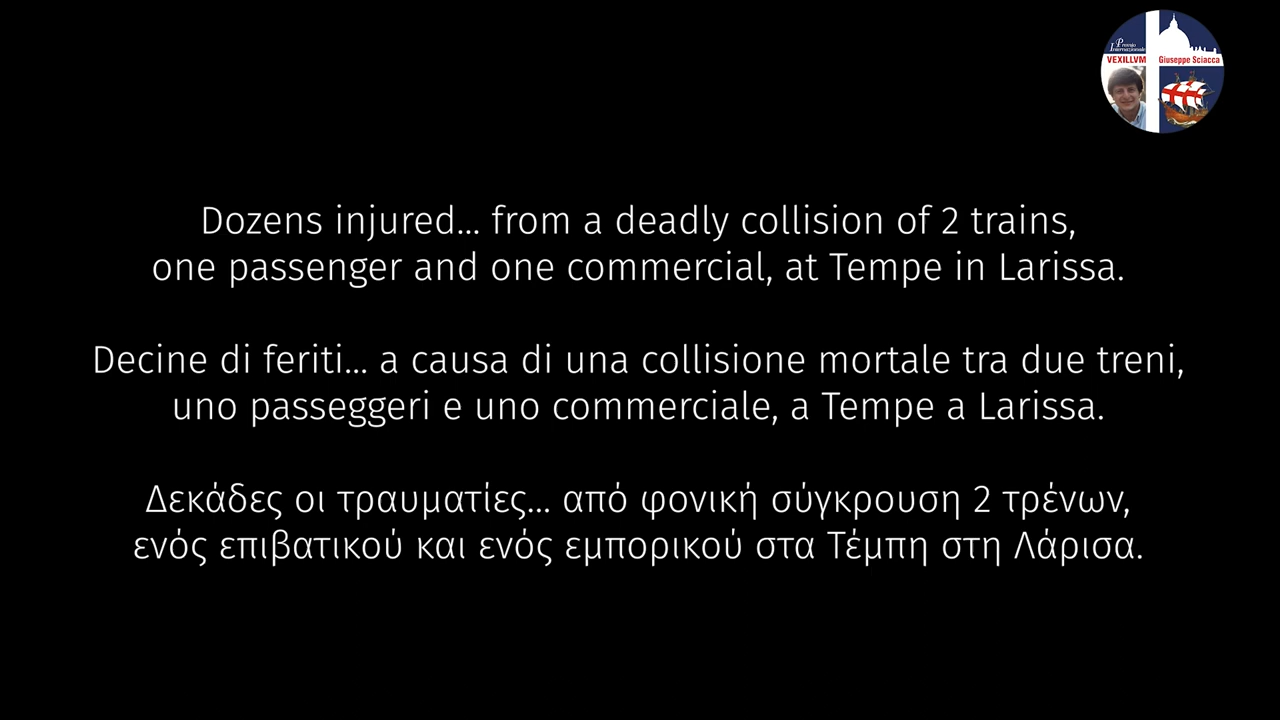 Premio
Internazionale
VEXILLVM Giuseppe Sciacca
Dozens injured... from a deadly collision of 2 trains,
one passenger and one commercial, at Tempe in Larissa.
Decine di feriti... a causa di una collisione mortale tra due treni,
uno passeggeri e uno commerciale, a Tempe a Larissa.
Δεκάδες οι τραυματίες... από φονική σύγκρουση 2 τρένων,
ενός επιβατικού και ενός εμπορικού στα Τέμπη στη Λάρισα.